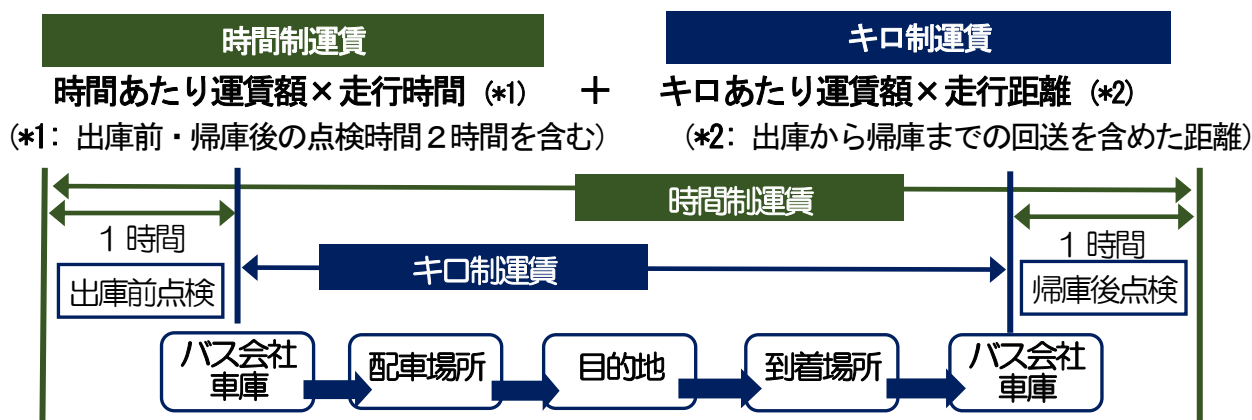 時間制運賃
キロ制運賃
時間あたり運賃額×走行時間 (*1) ＋ キロあたり運賃額×走行距離 (*2)
(*1: 出庫前・帰庫後の点検時間２時間を含む)
(*2: 出庫から帰庫までの回送を含めた距離)
時間制運賃
１時間
１時間
キロ制運賃
出庫前点検
帰庫後点検
バス会社
車庫
配車場所
目的地
到着場所
バス会社
車庫